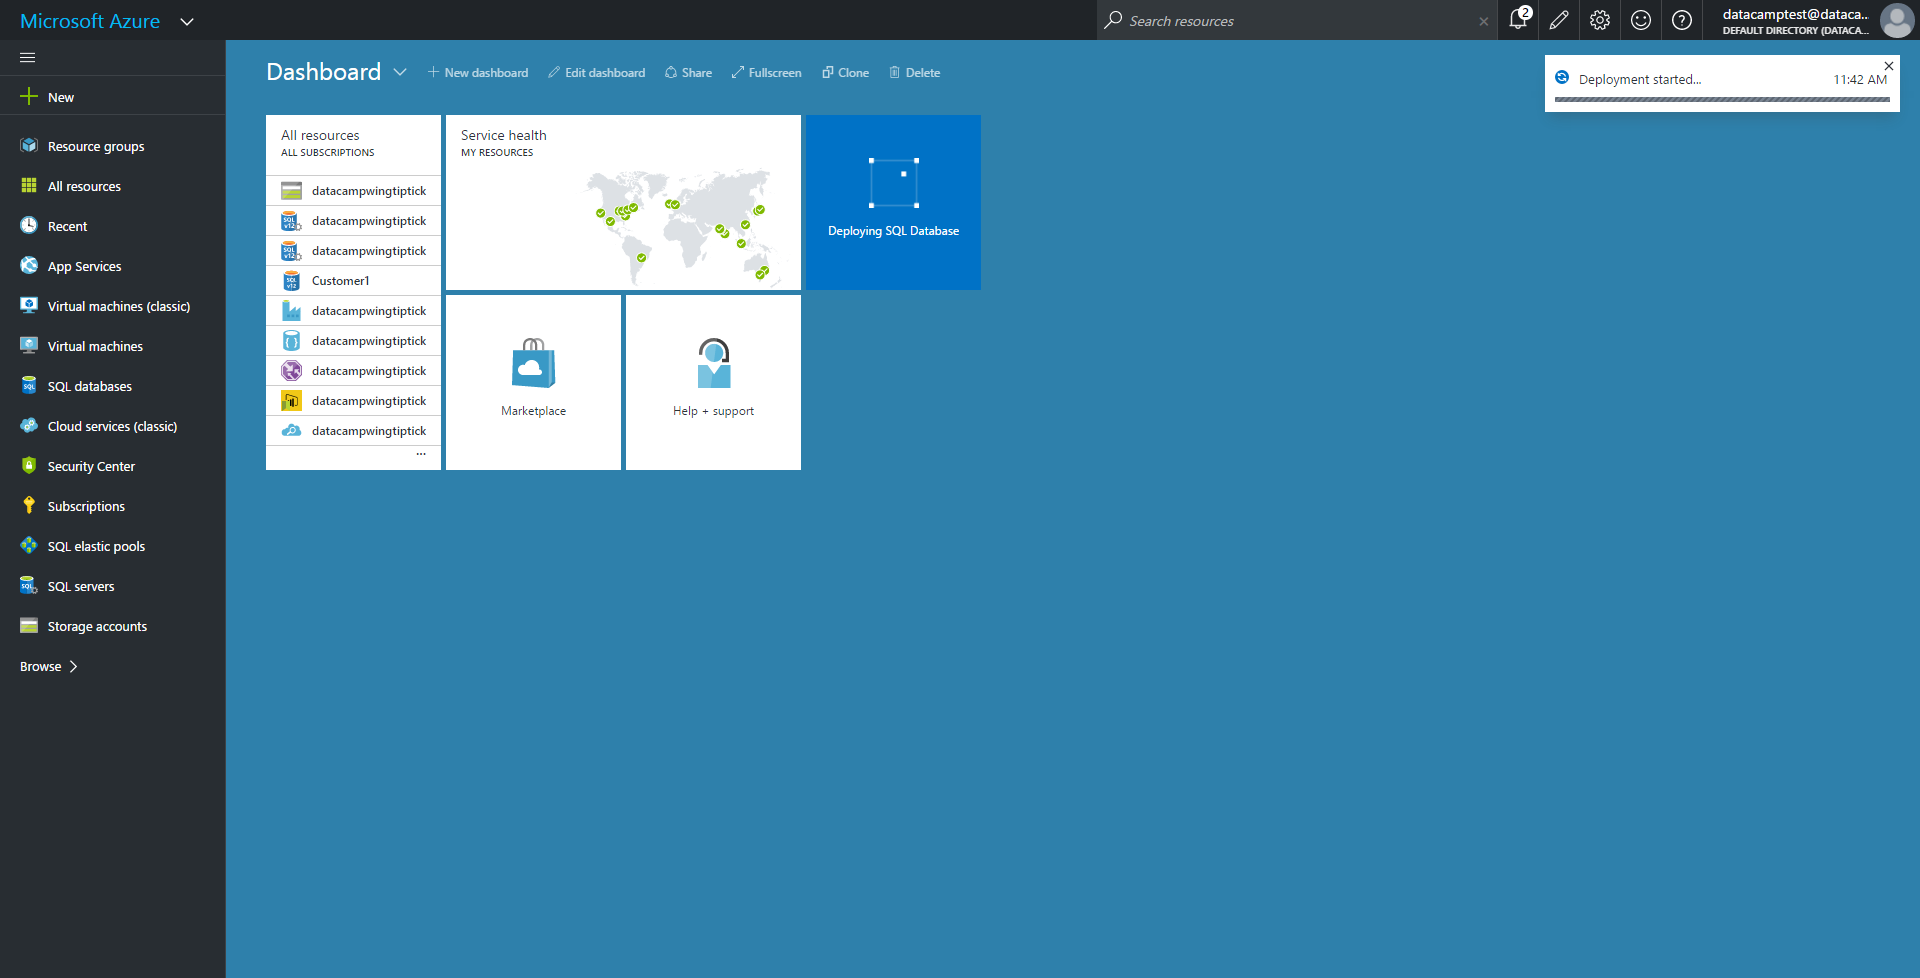 Microsoft Azure
Search resources
2
datacamptest@dataca...
DEFAULT DIRECTORY (DATACA...
New
Resource groups
All resources
Recent
App Services
Virtual machines (classic)
Virtual machines
SQL databases
Cloud services (classic)
Security Center
Subscriptions
SQL elastic pools
SQL servers
Storage accounts
Browse
Dashboard
New dashboard
Edit dashboard
Share
Fullscreen
Clone
Delete
Deployment started...
11:42 AM
All resources
ALL SUBSCRIPTIONS
datacampwingtiptick
datacampwingtiptick
datacampwingtiptick
Customer1
datacampwingtiptick
datacampwingtiptick
datacampwingtiptick
datacampwingtiptick
datacampwingtiptick
...
Service health
MY RESOURCES
Deploying SQL Database
Marketplace
Help + support